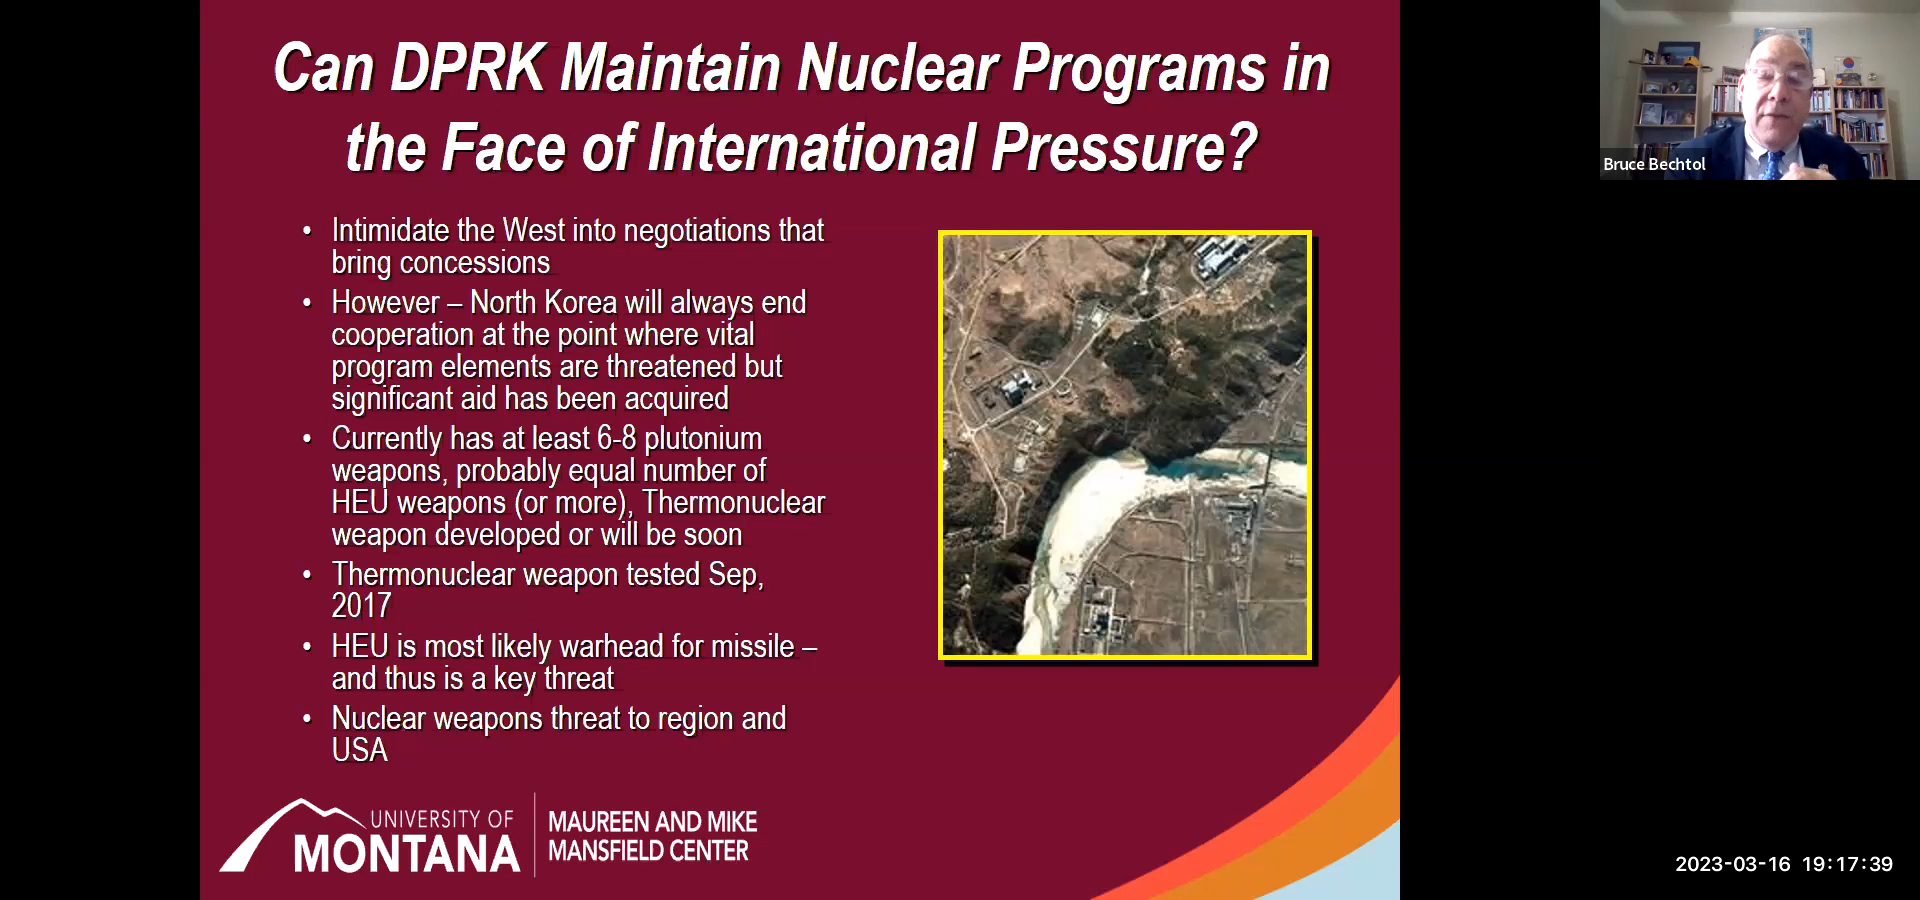 Can DPRK Maintain Nuclear Programs in
the Face of International Pressure?
• Intimidate the West into negotiations that
bring concessions
• However – North Korea will always end
cooperation at the point where vital
program elements are threatened but
significant aid has been acquired
• Currently has at least 6-8 plutonium
weapons, probably equal number of
HEU weapons (or more), Thermonuclear
weapon developed or will be soon
• Thermonuclear weapon tested Sep,
2017
• HEU is most likely warhead for missile –
and thus is a key threat
• Nuclear weapons threat to region and
USA
UNIVERSITY OF
MONTANA
MAUREEN AND MIKE
MANSFIELD CENTER
Bruce Bechtol
2023-03-16 19:17:39